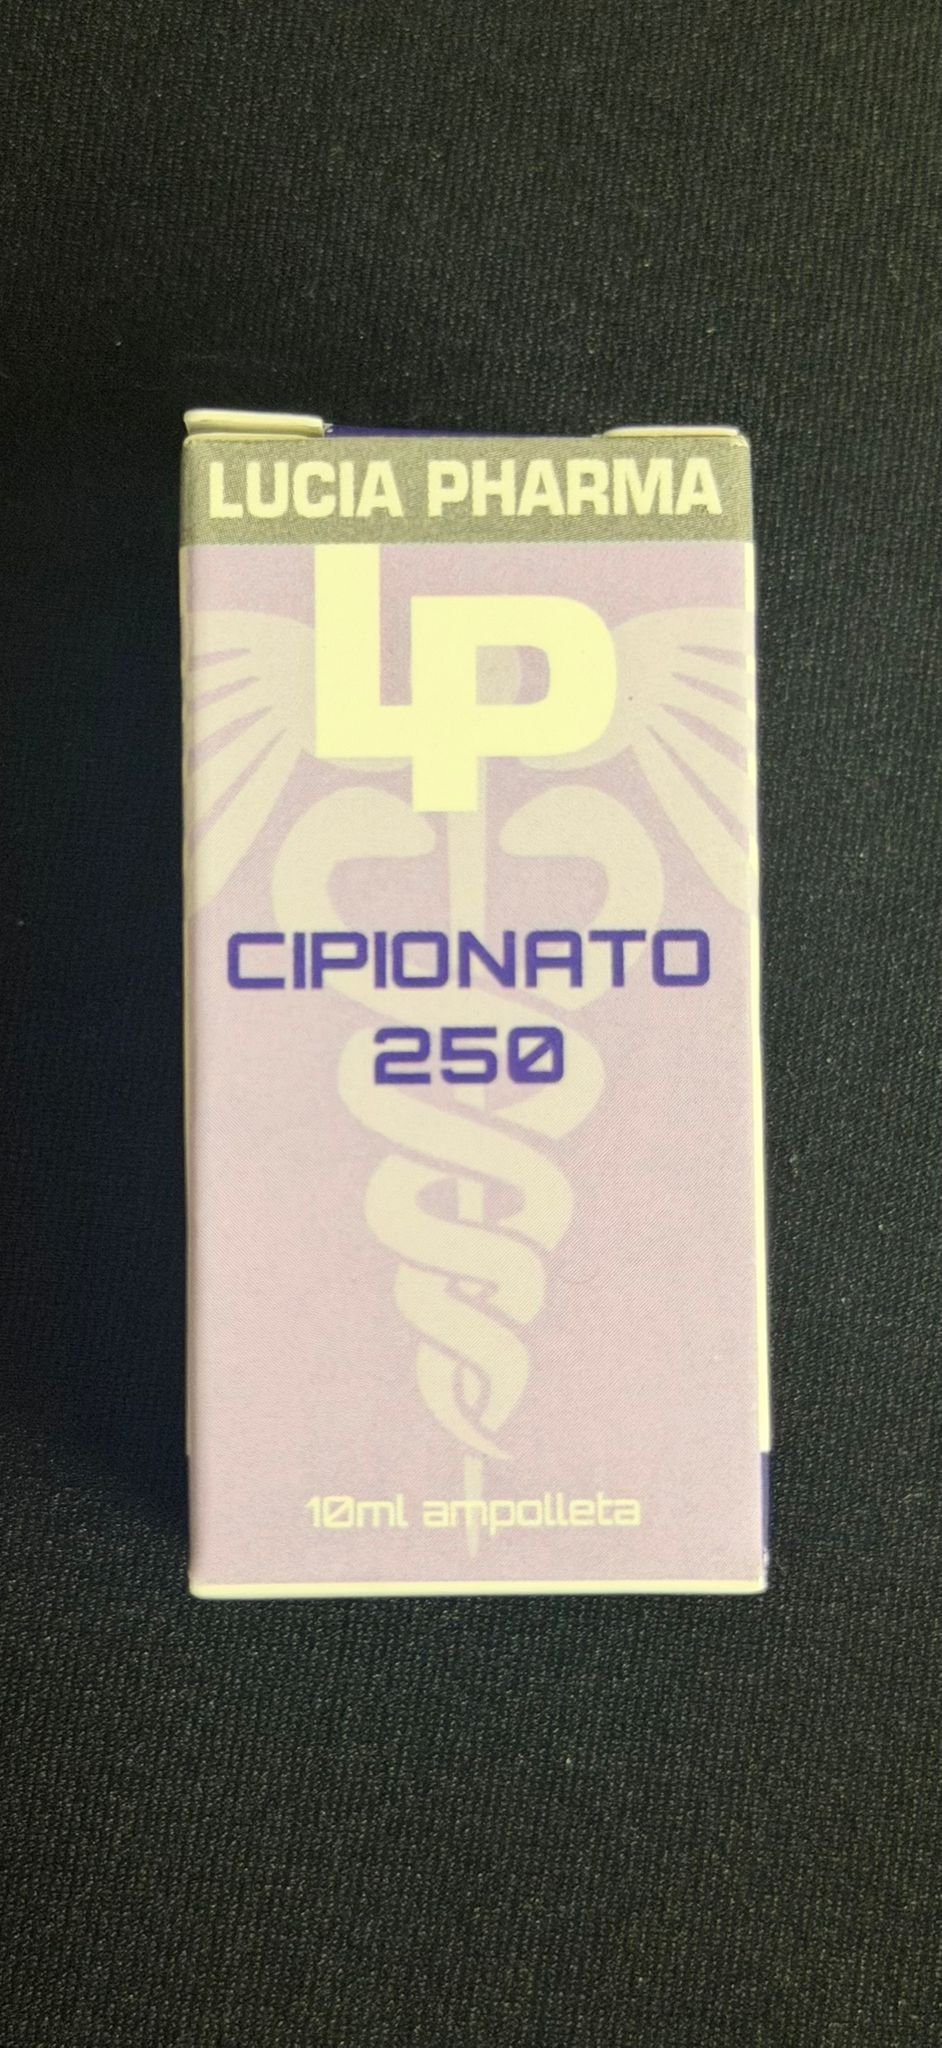 LUCIA PHARMA
LP
CIPIONATO
250
10ml ampolleta